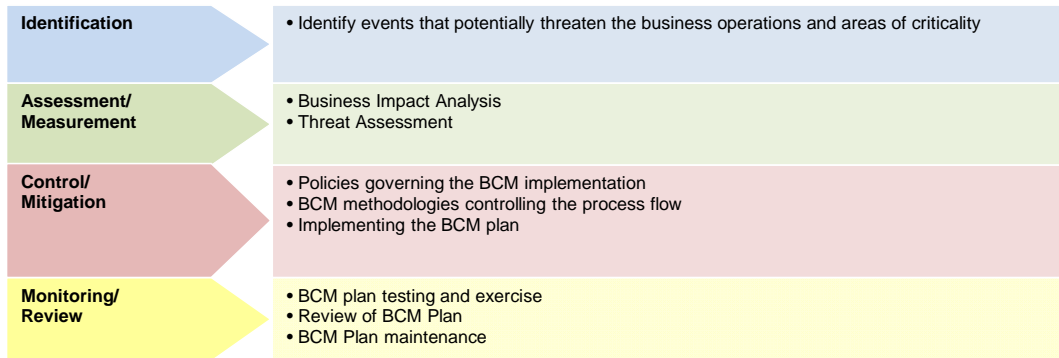 Identification
• Identify events that potentially threaten the business operations and areas of criticality
Assessment/
Measurement
• Business Impact Analysis
• Threat Assessment
Control/
Mitigation
• Policies governing the BCM implementation
• BCM methodologies controlling the process flow
• Implementing the BCM plan
Monitoring/
Review
• BCM plan testing and exercise
• Review of BCM Plan
• BCM Plan maintenance